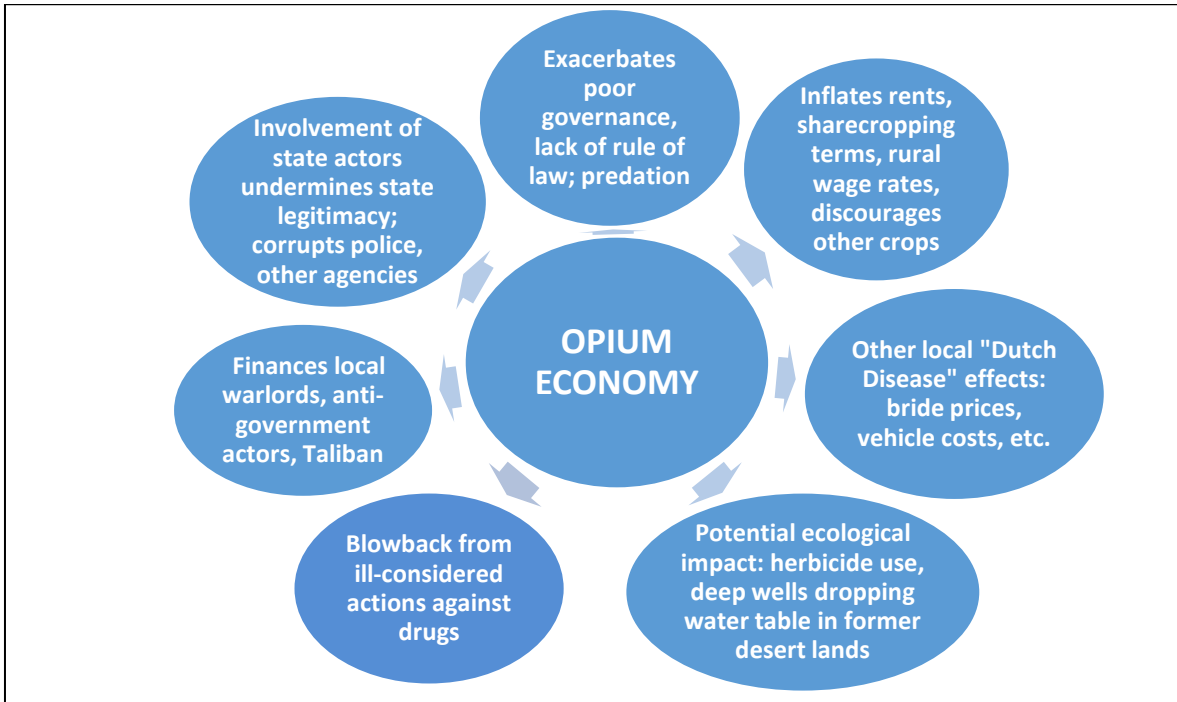 Exacerbates
poor
governance,
lack of rule of
law; predation
Inflates rents,
sharecropping
terms, rural
wage rates,
discourages
other crops
Other local "Dutch
Disease" effects:
bride prices,
vehicle costs, etc.
Potential ecological
impact: herbicide use,
deep wells dropping
water table in former
desert lands
Blowback from
ill-considered
actions against
drugs
Finances local
warlords, anti-
government
actors, Taliban
Involvement of
state actors
undermines state
legitimacy;
corrupts police,
other agencies
OPIUM
ECONOMY